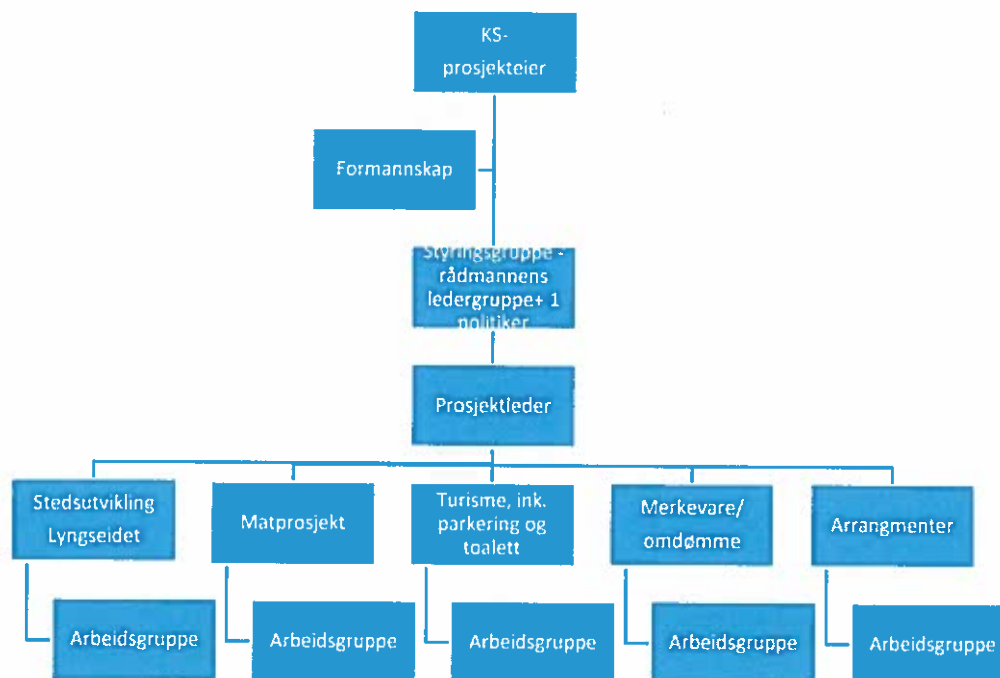 KS-
prosjekteier
Formannskap
Styringsgruppe -
rådmannens
ledergruppe+ 1
politiker
Prosjektleder
Stedsutvikling
Lyngseidet
Matprosjekt
Turisme, ink.
parkering og
toalett
Merkevare/
omdømme
Arrangmenter
Arbeidsgruppe
Arbeidsgruppe
Arbeidsgruppe
Arbeidsgruppe
Arbeidsgruppe